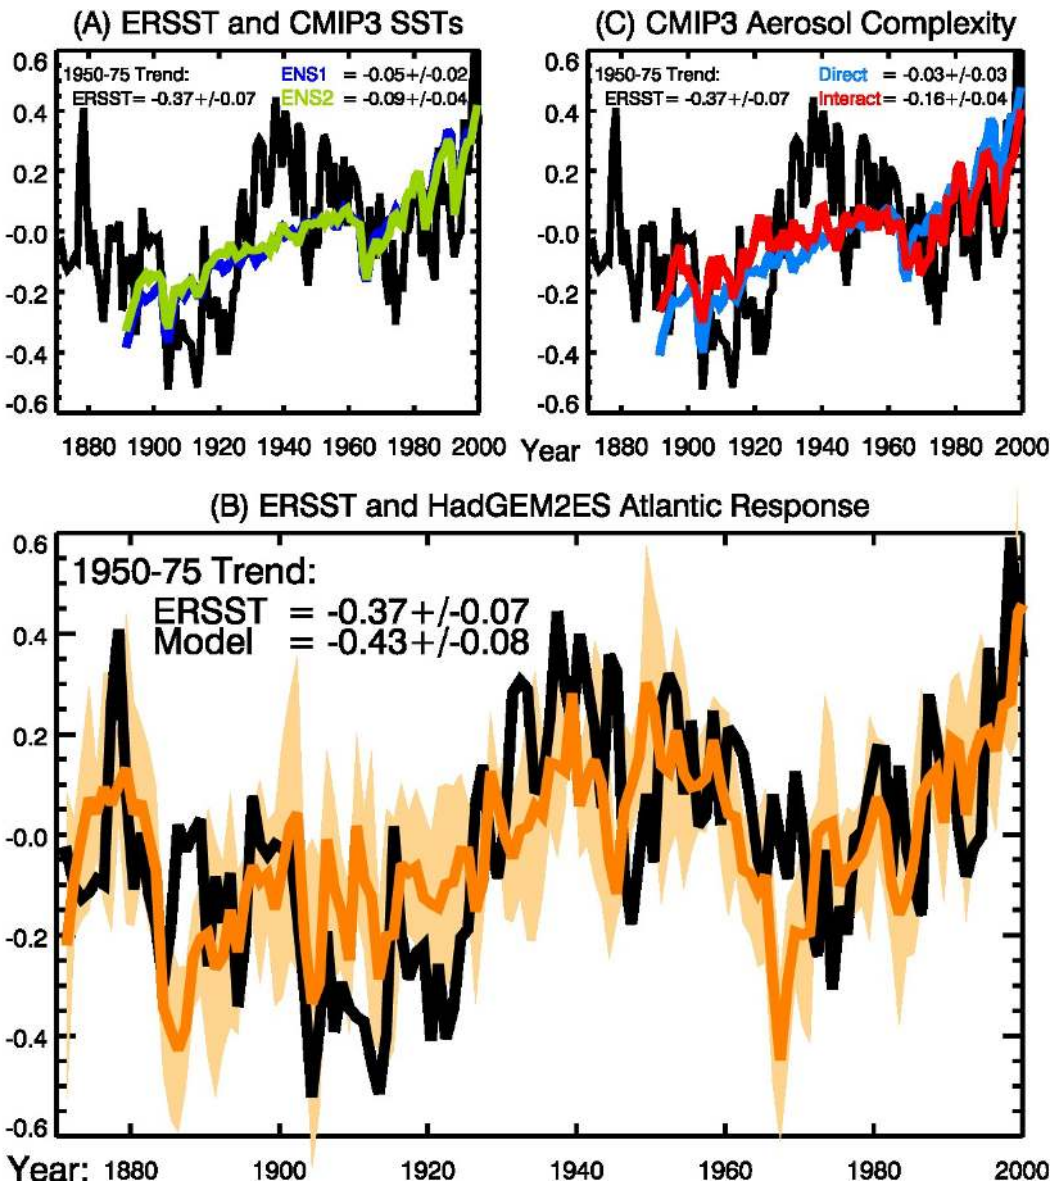 (A) ERSST and CMIP3 SSTs
0.6
0.4
0.2
-0.0
-0.2
-0.4
-0.6
1950-75 Trend:
ERSST= -0.37+/-0.07
ENS1 = -0.05+/-0.02
ENS2 = -0.09+/-0.04
1880 1900 1920 1940 1960 1980 2000
Year
(C) CMIP3 Aerosol Complexity
0.6
0.4
0.2
-0.0
-0.2
-0.4
-0.6
1950-75 Trend:
ERSST= -0.37+/-0.07
Direct = -0.03+/-0.03
Interact= -0.16+/-0.04
1880 1900 1920 1940 1960 1980 2000
(B) ERSST and HadGEM2ES Atlantic Response
0.6
0.4
0.2
-0.0
-0.2
-0.4
-0.6
1950-75 Trend:
ERSST = -0.37+/-0.07
Model = -0.43+/-0.08
Year: 1880 1900 1920 1940 1960 1980 2000